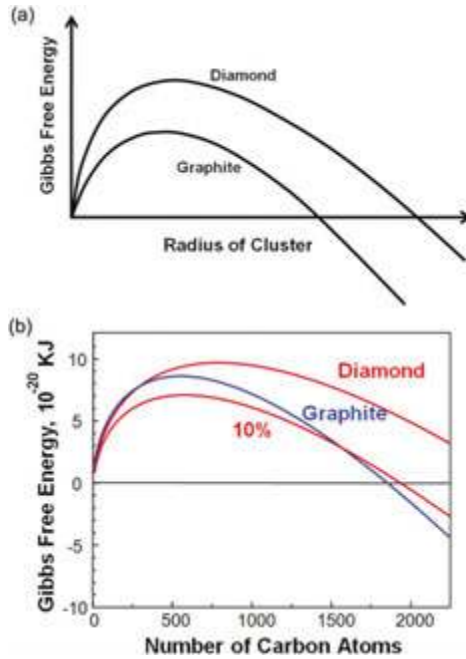 (a)
Gibbs Free Energy
Diamond
Graphite
Radius of Cluster
(b)
Gibbs Free Energy, 10⁻²⁰ KJ
10
5
0
-5
-10
Diamond
Graphite
10%
0
500
1000
1500
2000
Number of Carbon Atoms